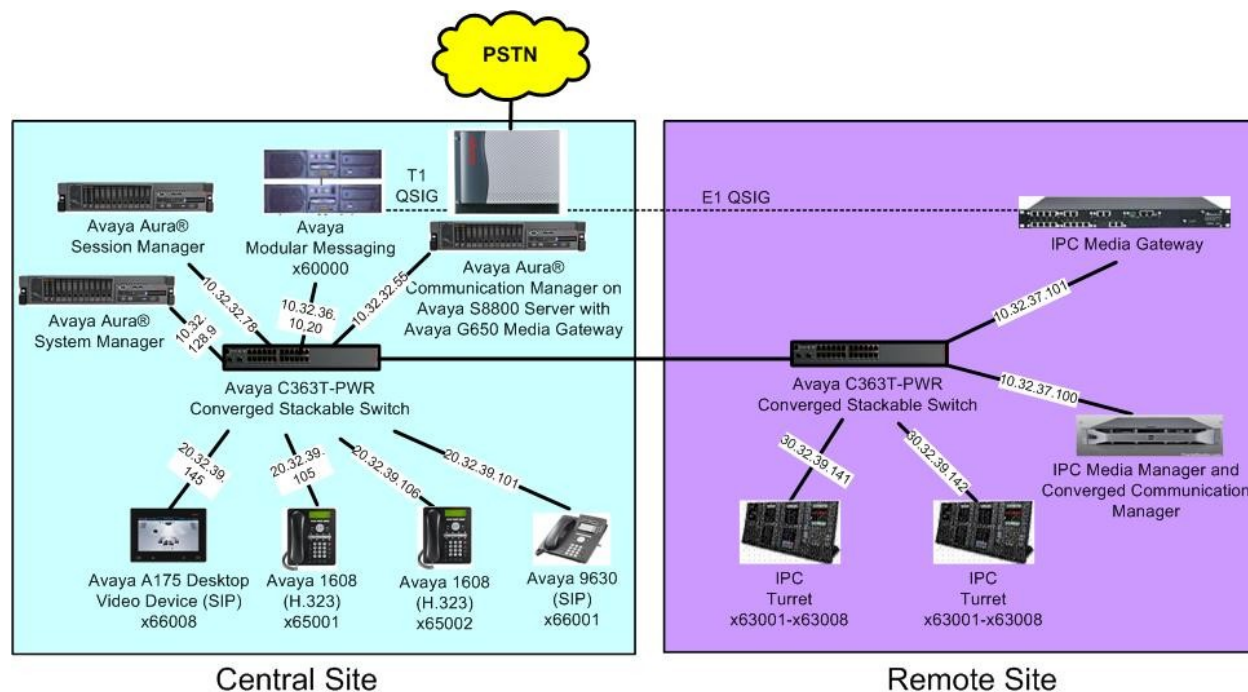 PSTN
T1
QSIG
E1 QSIG
Avaya Aura®
Session Manager
Avaya
Modular Messaging
x60000
Avaya Aura®
Communication Manager on
Avaya S8800 Server with
Avaya G650 Media Gateway
IPC Media Gateway
Avaya Aura®
System Manager
10.32.
128.9
10.32.32.78
10.32.36.
10.20
10.32.32.55
10.32.37.101
Avaya C363T-PWR
Converged Stackable Switch
Avaya C363T-PWR
Converged Stackable Switch
10.32.37.100
20.32.39.
145
20.32.39.
105
20.32.39.106
20.32.39.101
30.32.39.141
30.32.39.142
IPC Media Manager and
Converged Communication
Manager
Avaya A175 Desktop
Video Device (SIP)
x66008
Avaya 1608
(H.323)
x65001
Avaya 1608
(H.323)
x65002
Avaya 9630
(SIP)
x66001
IPC
Turret
x63001-x63008
IPC
Turret
x63001-x63008
Central Site
Remote Site